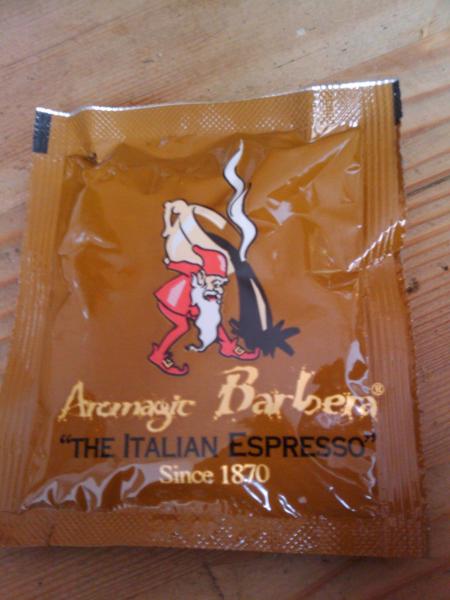 Aromagic Barbera®
"THE ITALIAN ESPRESSO"
Since 1870